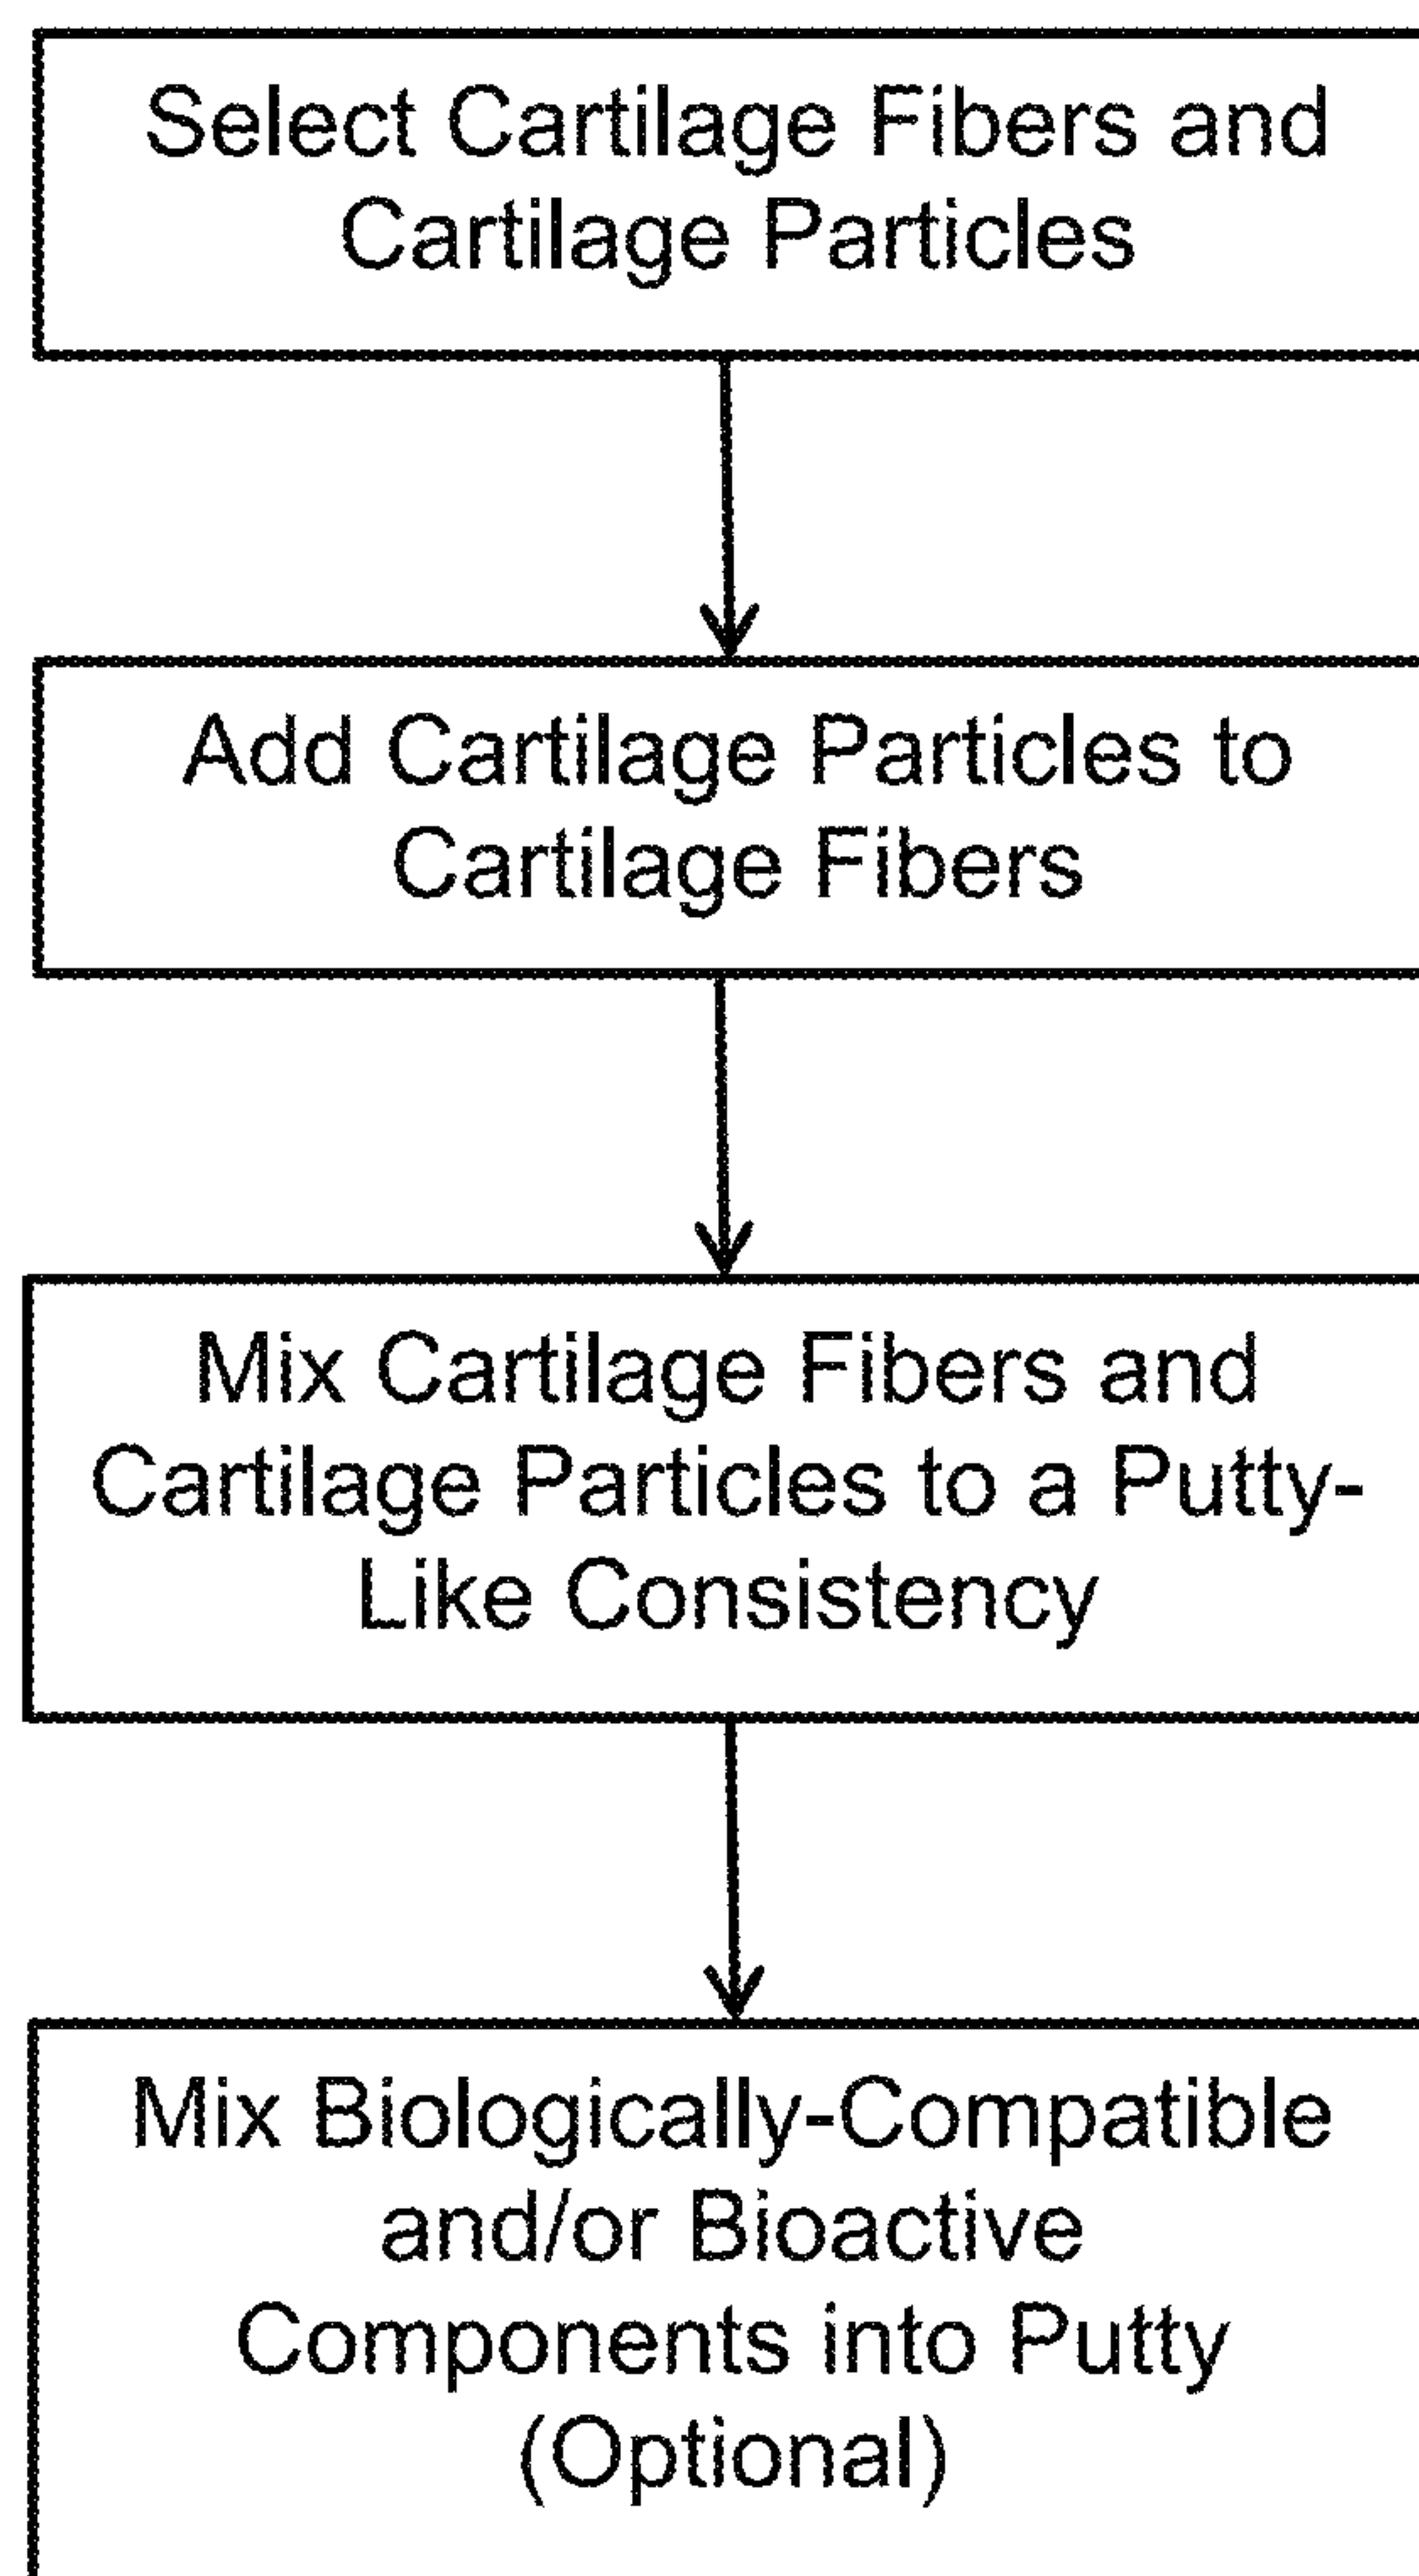 Select Cartilage Fibers and
Cartilage Particles
Add Cartilage Particles to
Cartilage Fibers
Mix Cartilage Fibers and
Cartilage Particles to a Putty-
Like Consistency
Mix Biologically-Compatible
and/or Bioactive
Components into Putty
(Optional)